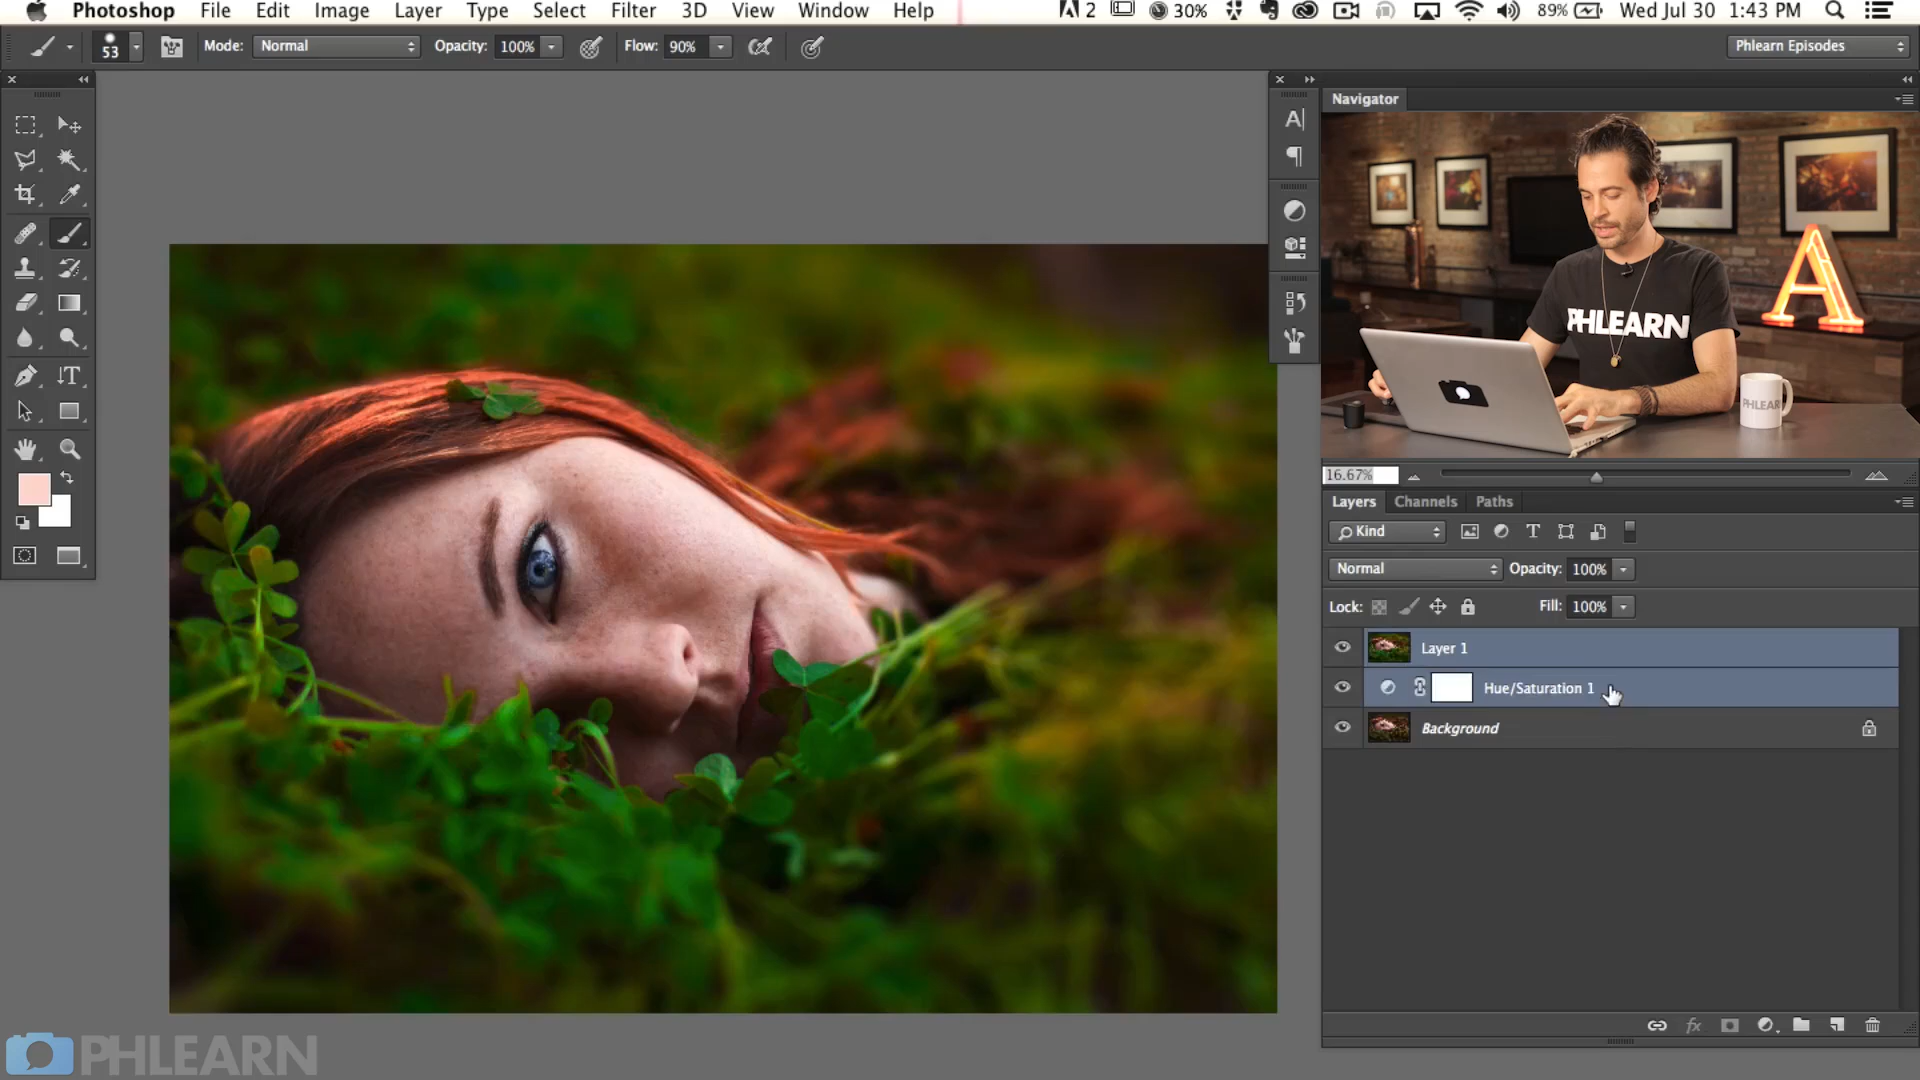 Photoshop File Edit Image Layer Type Select Filter 3D View Window Help 2 30% 89% Wed Jul 30 1:43 PM
53 Mode: Normal Opacity: 100% Flow: 90% Phlearn Episodes
Navigator
A
PHLEARN
PHLEARN
16.67%
Layers Channels Paths
Kind
Normal Opacity: 100%
Lock: Fill: 100%
Layer 1
Hue/Saturation 1
Background
PHLEARN